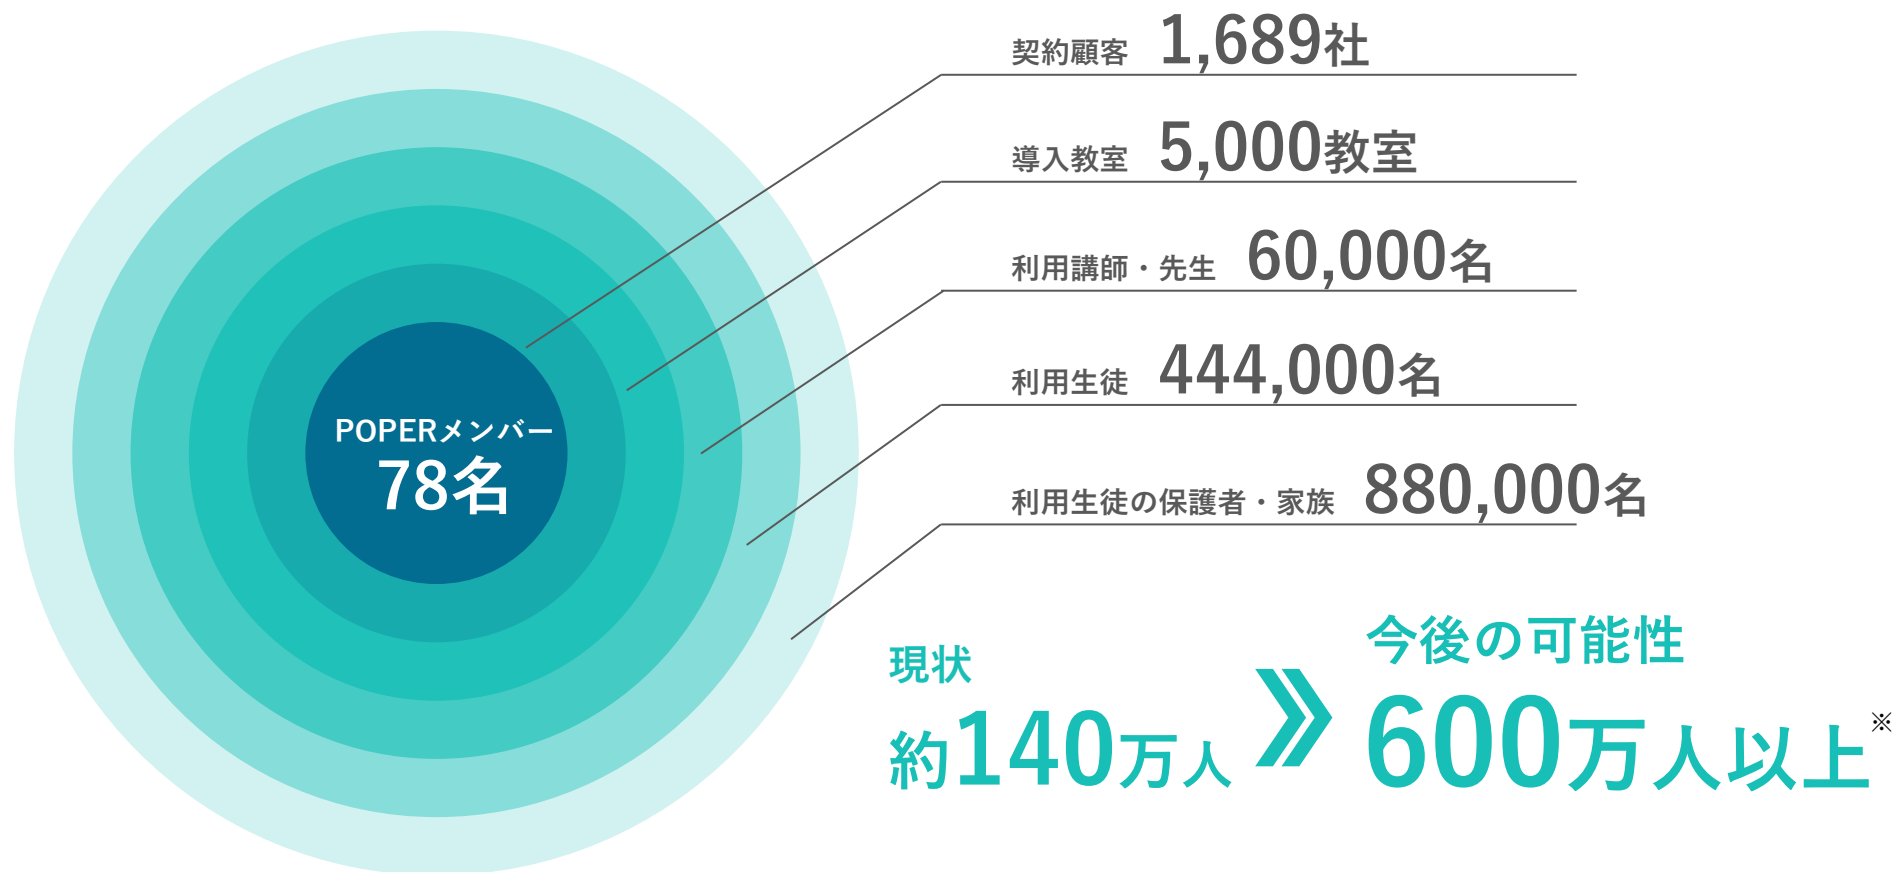 契約顧客 1,689社
導入教室 5,000教室
利用講師・先生 60,000名
利用生徒 444,000名
利用生徒の保護者・家族 880,000名
POPERメンバー
78名
現状
約140万人
今後の可能性
600万人以上※